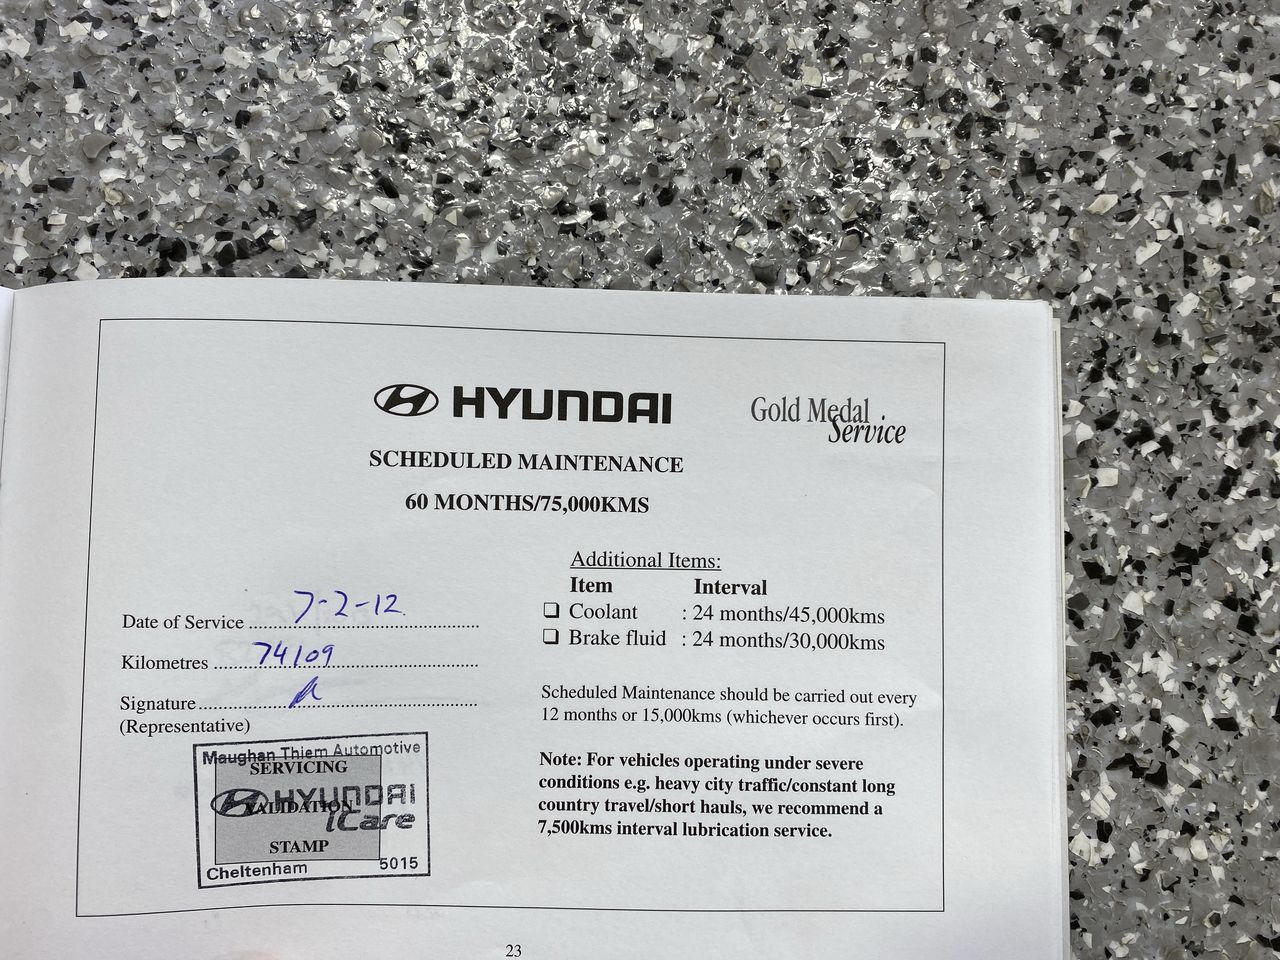 HYUNDAI
Gold Medal
Service
SCHEDULED MAINTENANCE
60 MONTHS/75,000KMS
Additional Items:
Item Interval
❏ Coolant : 24 months/45,000kms
❏ Brake fluid : 24 months/30,000kms
Date of Service 7-2-12.
Kilometres 74109
Signature
(Representative)
Scheduled Maintenance should be carried out every
12 months or 15,000kms (whichever occurs first).
Note: For vehicles operating under severe
conditions e.g. heavy city traffic/constant long
country travel/short hauls, we recommend a
7,500kms interval lubrication service.
Maughan Thiem Automotive
SERVICING
HYUNDAI
VALIDATION
iCare
STAMP
Cheltenham 5015
23